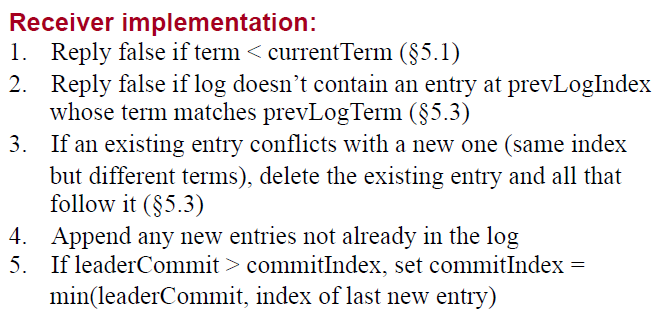 Receiver implementation:
1. Reply false if term < currentTerm (§5.1)
2. Reply false if log doesn’t contain an entry at prevLogIndex
whose term matches prevLogTerm (§5.3)
3. If an existing entry conflicts with a new one (same index
but different terms), delete the existing entry and all that
follow it (§5.3)
4. Append any new entries not already in the log
5. If leaderCommit > commitIndex, set commitIndex =
min(leaderCommit, index of last new entry)